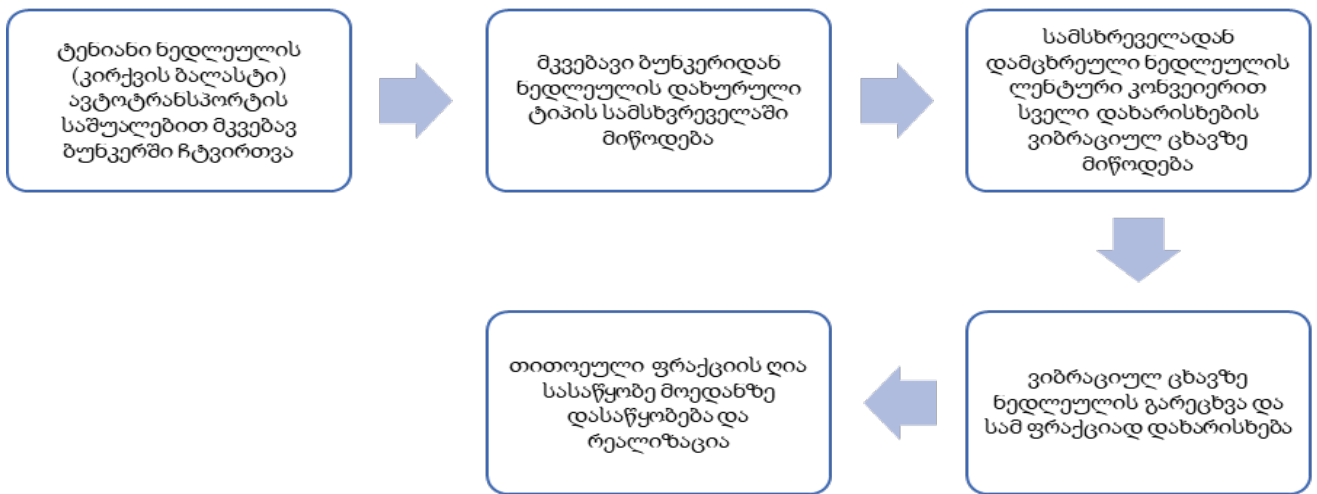 ტენიანი ნედლეულის
(კირქვის ბალასტი)
ავტოტრანსპორტის
საშუალებით მკვებავ
ბუნკერში ჩტვირთვა
მკვებავი ბუნკერიდან
ნედლეულის დახურული
ტიპის სამსხვრეველაში
მიწოდება
სამსხრეველადან
დამცხრეული ნედლეულის
ლენტური კონვეიერით
სველი დახარისხების
ვიბრაციულ ცხავზე
მიწოდება
ვიბრაციულ ცხავზე
ნედლეულის გარეცხვა და
სამ ფრაქციად დახარისხება
თითოეული ფრაქციის ღია
სასაწყობე მოედანზე
დასაწყობება და
რეალიზაცია